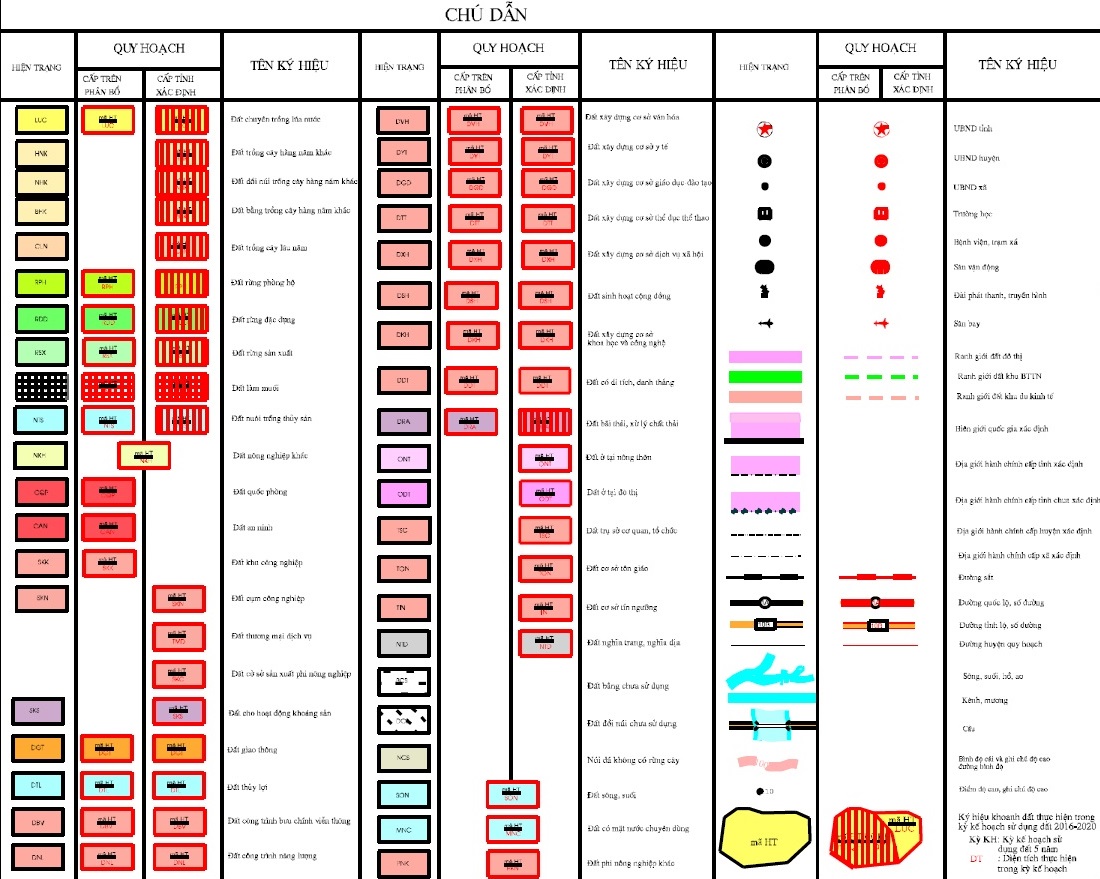 CHÚ DẪN
HIỆN TRẠNG
QUY HOẠCH
CẤP TRÊN
PHÂN BỔ
CẤP TỈNH
XÁC ĐỊNH
TÊN KÝ HIỆU
LUC
mã HT
LUC
Đất chuyên trồng lúa nước
HNK
Đất trồng cây hàng năm khác
NHK
Đất đồi núi trồng cây hàng năm khác
BHK
Đất bằng trồng cây hàng năm khác
CLN
Đất trồng cây lâu năm
RPH
mã HT
RPH
Đất rừng phòng hộ
RDD
mã HT
RDD
Đất rừng đặc dụng
RSX
mã HT
RSX
Đất rừng sản xuất
Đất làm muối
NTS
mã HT
NTS
Đất nuôi trồng thủy sản
NKH
mã HT
Đất nông nghiệp khác
CQP
mã HT
Đất quốc phòng
CAN
mã HT
Đất an ninh
SKK
mã HT
SKK
Đất khu công nghiệp
SKN
mã HT
SKN
Đất cụm công nghiệp
mã HT
TMD
Đất thương mại dịch vụ
mã HT
SKC
Đất cở sở sản xuất phi nông nghiệp
SKS
mã HT
SKS
Đất cho hoạt động khoáng sản
DGT
mã HT
mã HT
Đất giao thông
DTL
mã HT
DTL
mã HT
DTL
Đất thủy lợi
DBV
mã HT
DBV
mã HT
DBV
Đất công trình bưu chính viễn thông
DNL
mã HT
DNL
mã HT
DNL
Đất công trình năng lượng
HIỆN TRẠNG
QUY HOẠCH
CẤP TRÊN
PHÂN BỔ
CẤP TỈNH
XÁC ĐỊNH
TÊN KÝ HIỆU
DVH
mã HT
DVH
mã HT
DVH
Đất xây dựng cơ sở văn hóa
DYT
mã HT
DYT
mã HT
DYT
Đất xây dựng cơ sở y tế
DGD
mã HT
DGD
mã HT
DGD
Đất xây dựng cơ sở giáo dục đào tạo
DTT
mã HT
DTT
mã HT
DTT
Đất xây dựng cơ sở thể dục thể thao
DXH
mã HT
DXH
mã HT
DXH
Đất xây dựng cơ sở dịch vụ xã hội
DSH
mã HT
DSH
mã HT
DSH
Đất sinh hoạt cộng đồng
DKH
mã HT
DKH
mã HT
DKH
Đất xây dựng cơ sở
khoa học và công nghệ
DDT
mã HT
DDT
mã HT
DDT
Đất có di tích, danh thắng
DRA
mã HT
DRA
Đất bãi thải, xử lý chất thải
ONT
mã HT
ONT
Đất ở tại nông thôn
ODT
mã HT
ODT
Đất ở tại đô thị
TSC
mã HT
TSC
Đất trụ sở cơ quan, tổ chức
TON
mã HT
TON
Đất cơ sở tôn giáo
TIN
mã HT
TIN
Đất cơ sở tín ngưỡng
NTD
mã HT
NTD
Đất nghĩa trang, nghĩa địa
BCS
Đất bằng chưa sử dụng
DCS
Đất đồi núi chưa sử dụng
NCS
Núi đá không có rừng cây
SON
mã HT
SON
Đất sông, suối
MNC
mã HT
MNC
Đất có mặt nước chuyên dùng
PNK
mã HT
PNK
Đất phi nông nghiệp khác
HIỆN TRẠNG
QUY HOẠCH
CẤP TRÊN
PHÂN BỔ
CẤP TỈNH
XÁC ĐỊNH
TÊN KÝ HIỆU
UBND tỉnh
UBND huyện
UBND xã
Trường học
Bệnh viện, trạm xá
Sân vận động
Đài phát thanh, truyền hình
Sân bay
Ranh giới đất đô thị
Ranh giới đất khu BTTN
Ranh giới đất khu du kinh tế
Biên giới quốc gia xác định
Địa giới hành chính cấp tỉnh xác định
Địa giới hành chính cấp tỉnh chưa xác định
Địa giới hành chính cấp huyện xác định
Địa giới hành chính cấp xã xác định
Đường sắt
Đường quốc lộ, số đường
Đường tỉnh lộ, số đường
Đường huyện quy hoạch
Sông, suối, hồ, ao
Kênh, mương
Cầu
Bình độ cái và ghi chú độ cao
đường bình độ
Điểm độ cao, ghi chú độ cao
mã HT
mã HT
LUC
Ký hiệu khoanh đất thực hiện trong
kỳ kế hoạch sử dụng đất 2016-2020
Kỳ KH: Kỳ kế hoạch sử
dụng đất 5 năm
DT : Diện tích thực hiện
trong kỳ kế hoạch